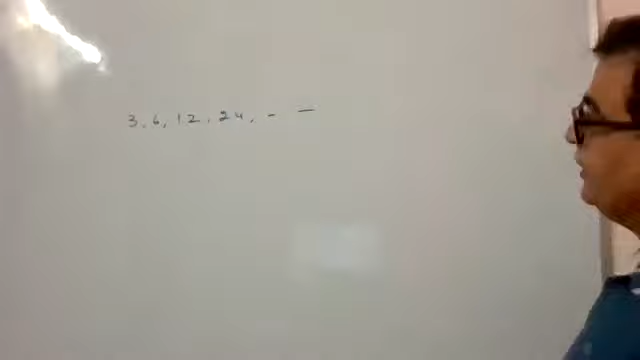 3, 6, 12, 24, - —